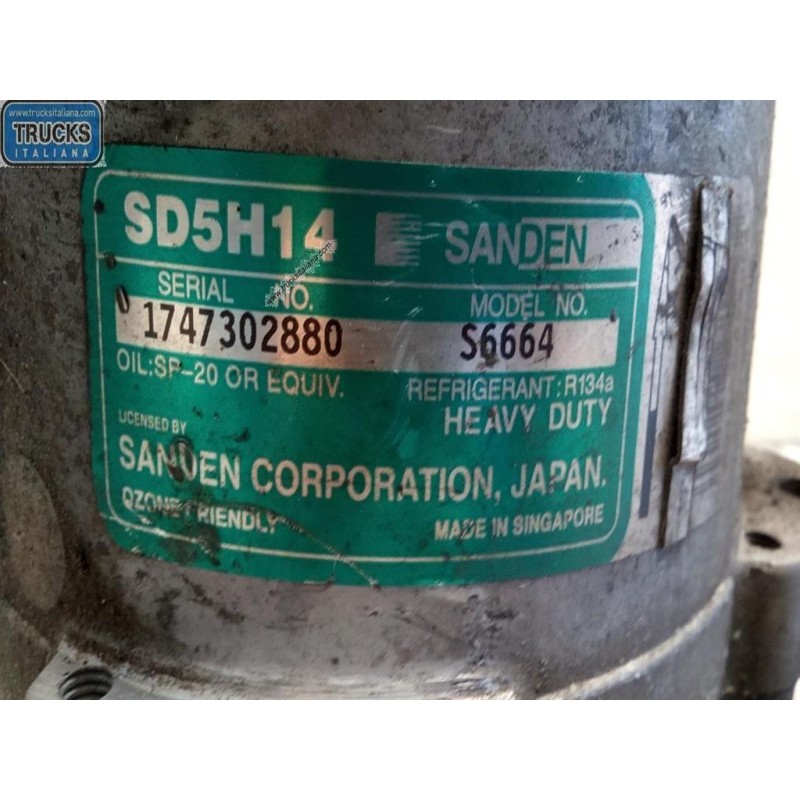 www.trucksitaliana.com
TRUCKS
ITALIANA
SD5H14 SANDEN
SERIAL NO. MODEL NO.
1747302880 S6664
OIL:SP-20 OR EQUIV. REFRIGERANT: R134a
HEAVY DUTY
LICENSED BY
SANDEN CORPORATION, JAPAN.
OZONE FRIENDLY MADE IN SINGAPORE